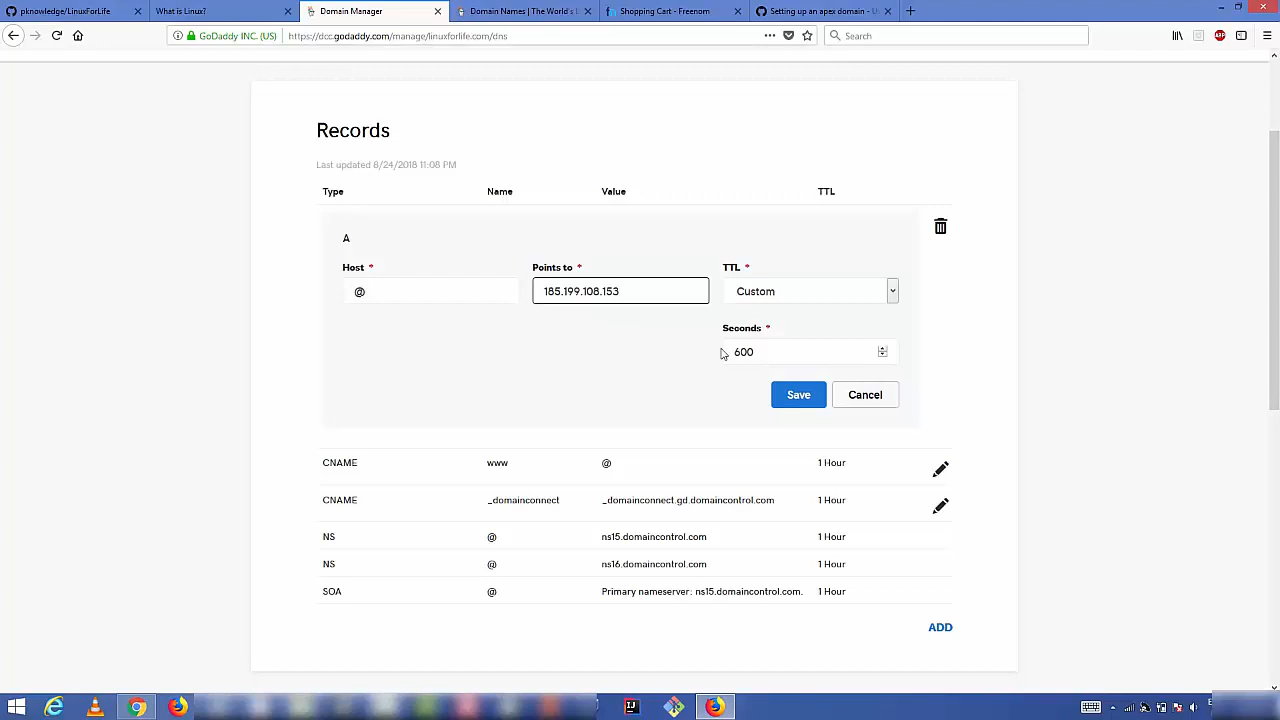 pknowledge/LinuxForLife
What is Linux?
Domain Manager
Domain Names | The World's
Shopping Cart - Freenom
Setting up an apex domain -
GoDaddy INC. (US)
https://dcc.godaddy.com/manage/linuxforlife.com/dns
Search
ABP
Records
Last updated 8/24/2018 11:08 PM
Type Name Value TTL
A
Host * Points to * TTL *
@ 185.199.108.153 Custom
Seconds *
600
Save Cancel
CNAME www @ 1 Hour
CNAME _domainconnect _domainconnect.gd.domaincontrol.com 1 Hour
NS @ ns15.domaincontrol.com 1 Hour
NS @ ns16.domaincontrol.com 1 Hour
SOA @ Primary nameserver: ns15.domaincontrol.com. 1 Hour
ADD
IJ